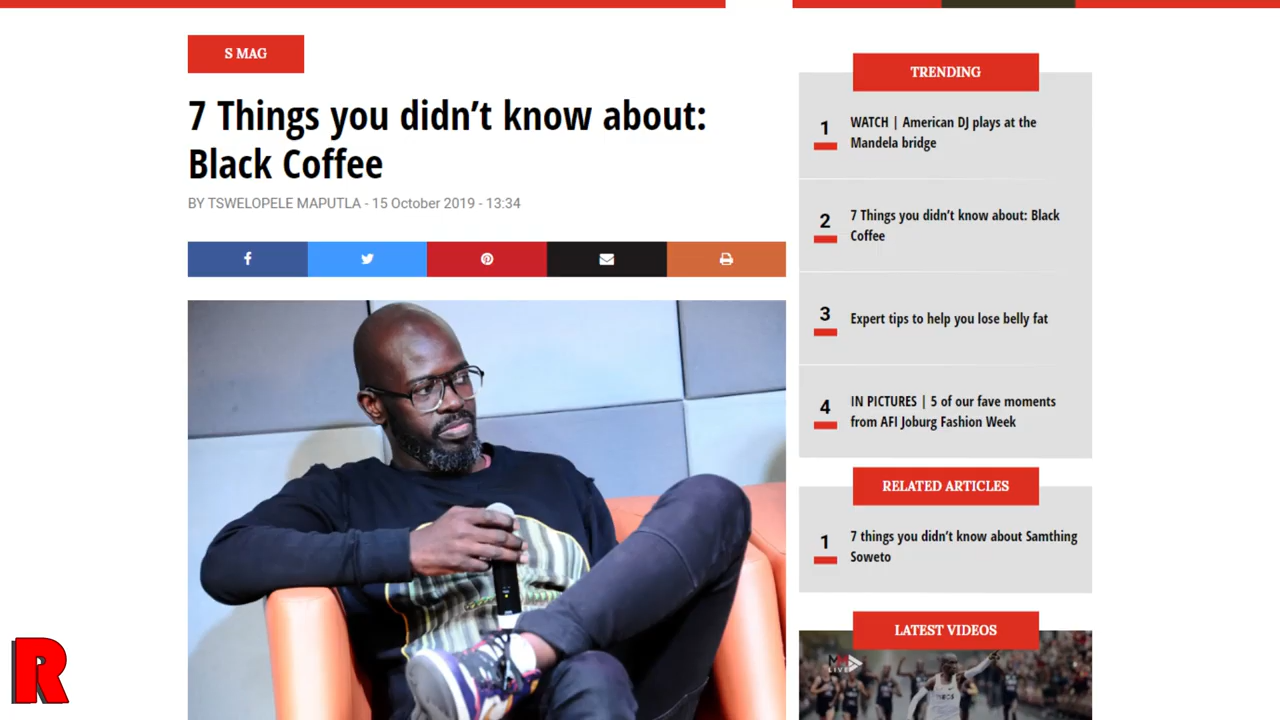 S MAG
7 Things you didn't know about:
Black Coffee
BY TSWELOPELE MAPUTLA - 15 October 2019 - 13:34
TRENDING
1
WATCH | American DJ plays at the
Mandela bridge
2
7 Things you didn't know about: Black
Coffee
3
Expert tips to help you lose belly fat
4
IN PICTURES | 5 of our fave moments
from AFI Joburg Fashion Week
RELATED ARTICLES
1
7 things you didn't know about Samthing
Soweto
LATEST VIDEOS
LIVE
INEOS
R